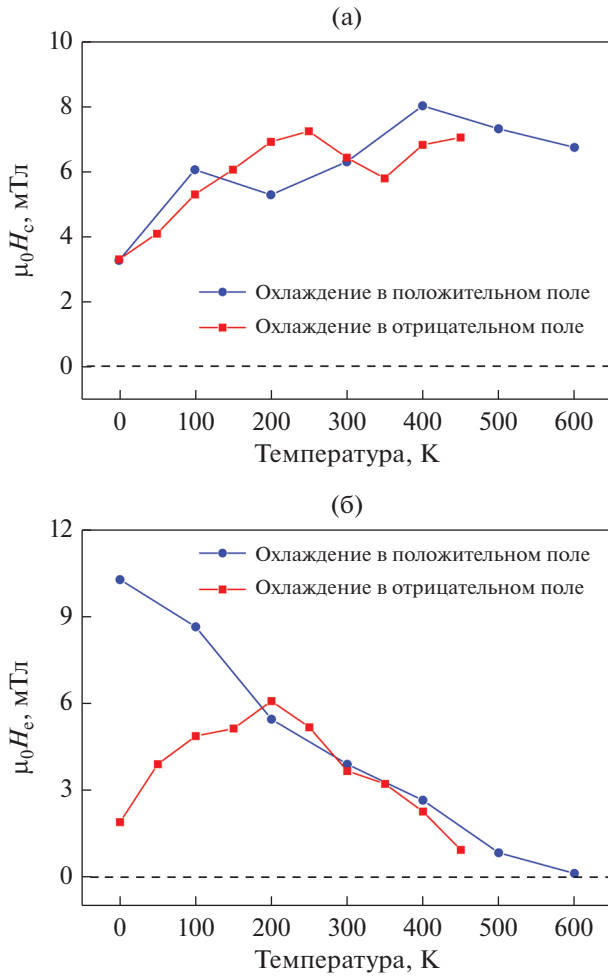 (а)
10
8
6
4
2
0
μ₀Hc, мТл
Охлаждение в положительном поле
Охлаждение в отрицательном поле
0 100 200 300 400 500 600
Температура, К
(б)
12
9
6
3
0
μ₀Hе, мТл
Охлаждение в положительном поле
Охлаждение в отрицательном поле
0 100 200 300 400 500 600
Температура, К